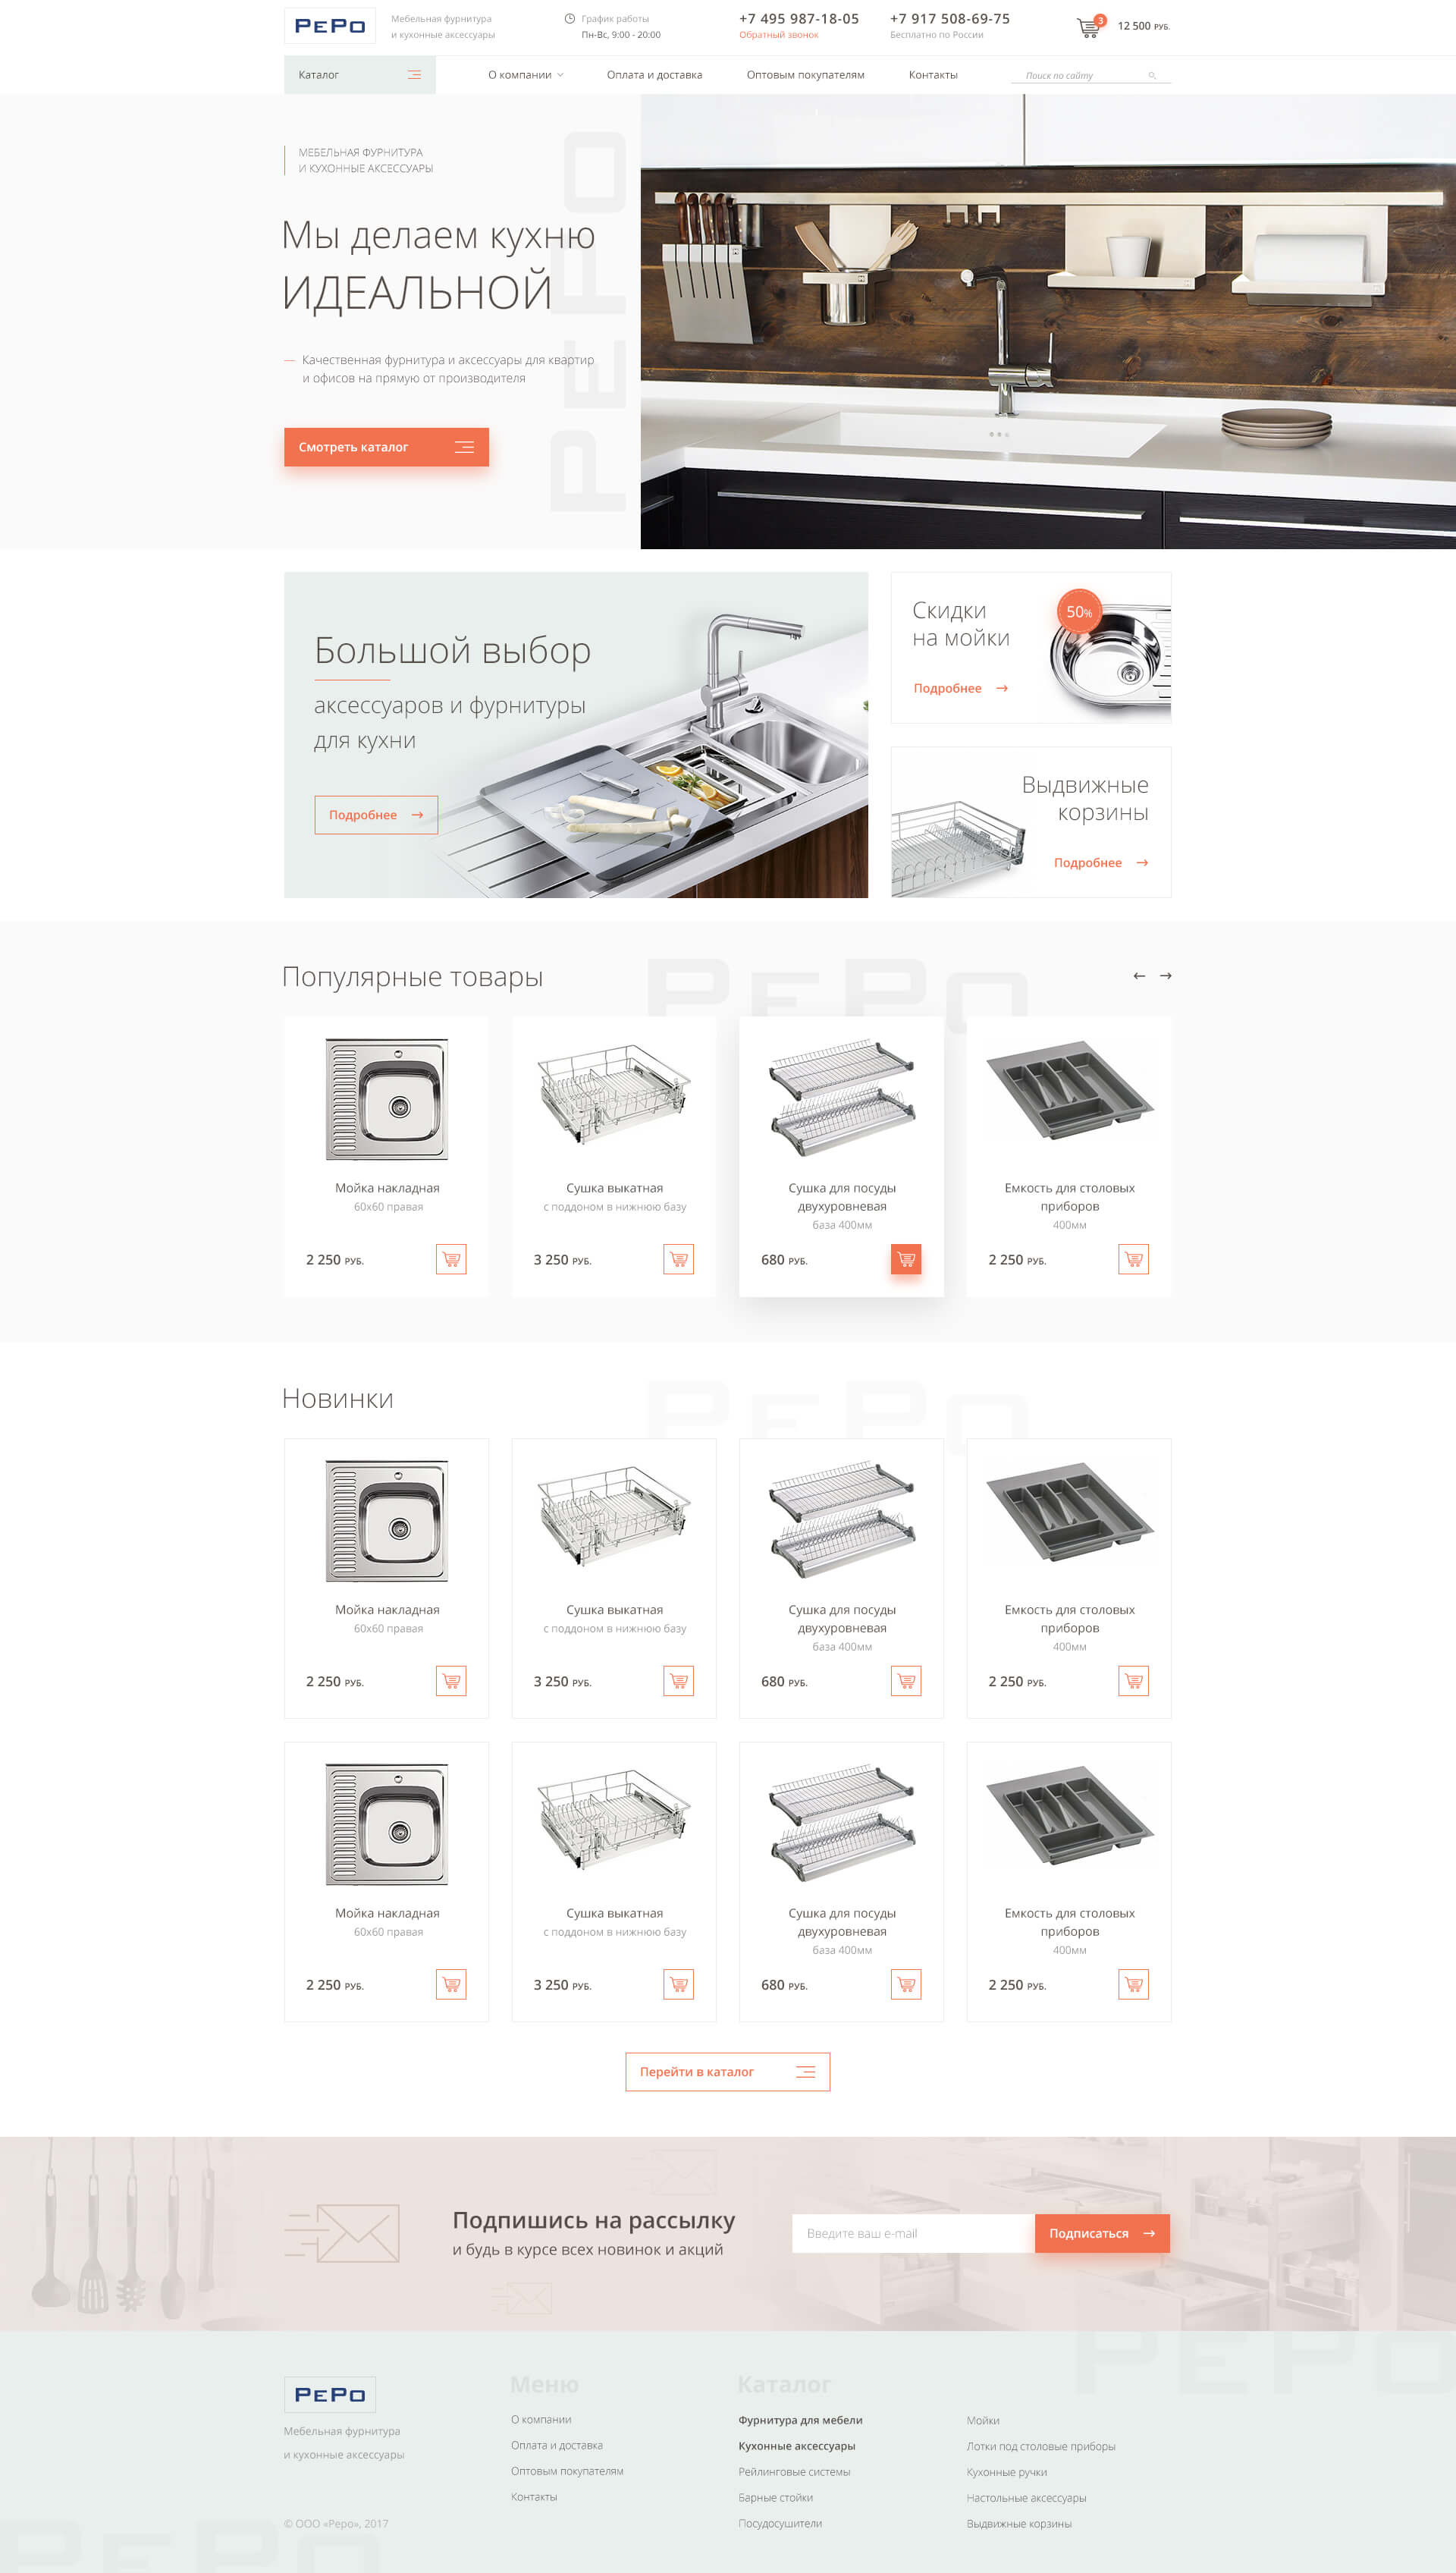 PePo
Мебельная фурнитура
и кухонные аксессуары
График работы
Пн-Вс, 9:00 - 20:00
+7 495 987-18-05
Обратный звонок
+7 917 508-69-75
Бесплатно по России
3
12 500 РУБ.
Каталог
О компании
Оплата и доставка
Оптовым покупателям
Контакты
Поиск по сайту
МЕБЕЛЬНАЯ ФУРНИТУРА
И КУХОННЫЕ АКСЕССУАРЫ
PePo
Мы делаем кухню
ИДЕАЛЬНОЙ
— Качественная фурнитура и аксессуары для квартир
и офисов на прямую от производителя
Смотреть каталог
Большой выбор
аксессуаров и фурнитуры
для кухни
Подробнее
Скидки
на мойки
50%
Подробнее
Выдвижные
корзины
Подробнее
Популярные товары
PePo
Мойка накладная
60х60 правая
2 250 РУБ.
Сушка выкатная
с поддоном в нижнюю базу
3 250 РУБ.
Сушка для посуды
двухуровневая
база 400мм
680 РУБ.
Емкость для столовых
приборов
400мм
2 250 РУБ.
Новинки
PePo
Мойка накладная
60х60 правая
2 250 РУБ.
Сушка выкатная
с поддоном в нижнюю базу
3 250 РУБ.
Сушка для посуды
двухуровневая
база 400мм
680 РУБ.
Емкость для столовых
приборов
400мм
2 250 РУБ.
Мойка накладная
60х60 правая
2 250 РУБ.
Сушка выкатная
с поддоном в нижнюю базу
3 250 РУБ.
Сушка для посуды
двухуровневая
база 400мм
680 РУБ.
Емкость для столовых
приборов
400мм
2 250 РУБ.
Перейти в каталог
Подпишись на рассылку
и будь в курсе всех новинок и акций
Введите ваш e-mail
Подписаться
PePo
PePo
Мебельная фурнитура
и кухонные аксессуары
© ООО «Реро», 2017
Меню
О компании
Оплата и доставка
Оптовым покупателям
Контакты
Каталог
Фурнитура для мебели
Кухонные аксессуары
Рейлинговые системы
Барные стойки
Посудосушители
Мойки
Лотки под столовые приборы
Кухонные ручки
Настольные аксессуары
Выдвижные корзины
PePo